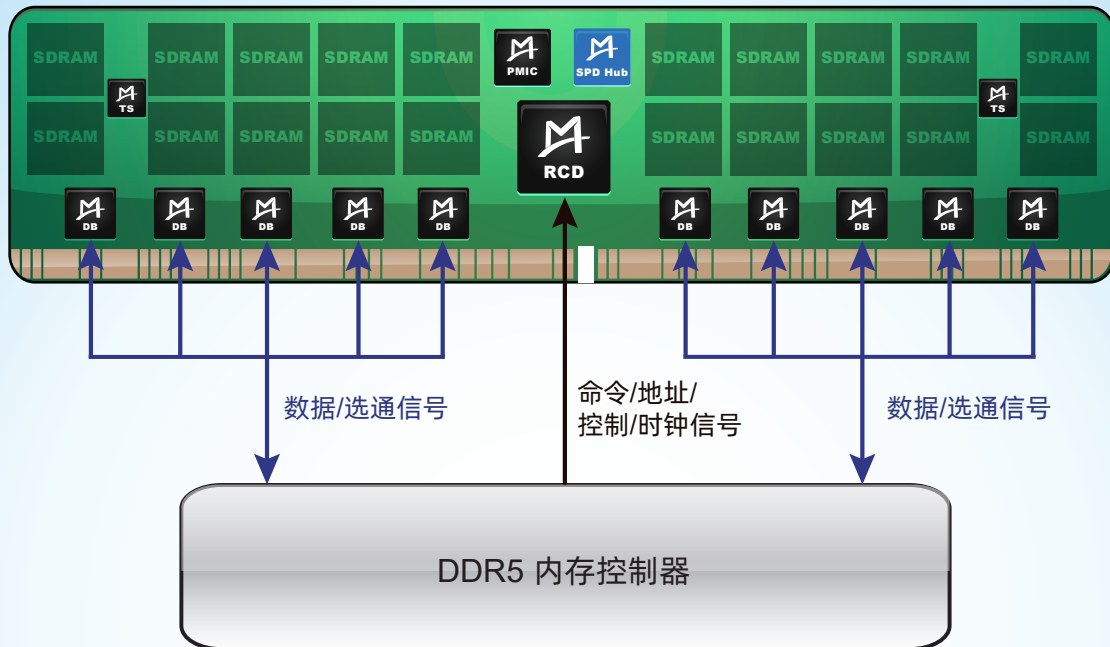 SDRAM SDRAM SDRAM SDRAM SDRAM PMIC SPD Hub SDRAM SDRAM SDRAM SDRAM SDRAM
TS TS
SDRAM SDRAM SDRAM SDRAM SDRAM SDRAM SDRAM SDRAM SDRAM SDRAM
RCD
DB DB DB DB DB DB DB DB DB DB
数据/选通信号
命令/地址/
控制/时钟信号
数据/选通信号
DDR5 内存控制器